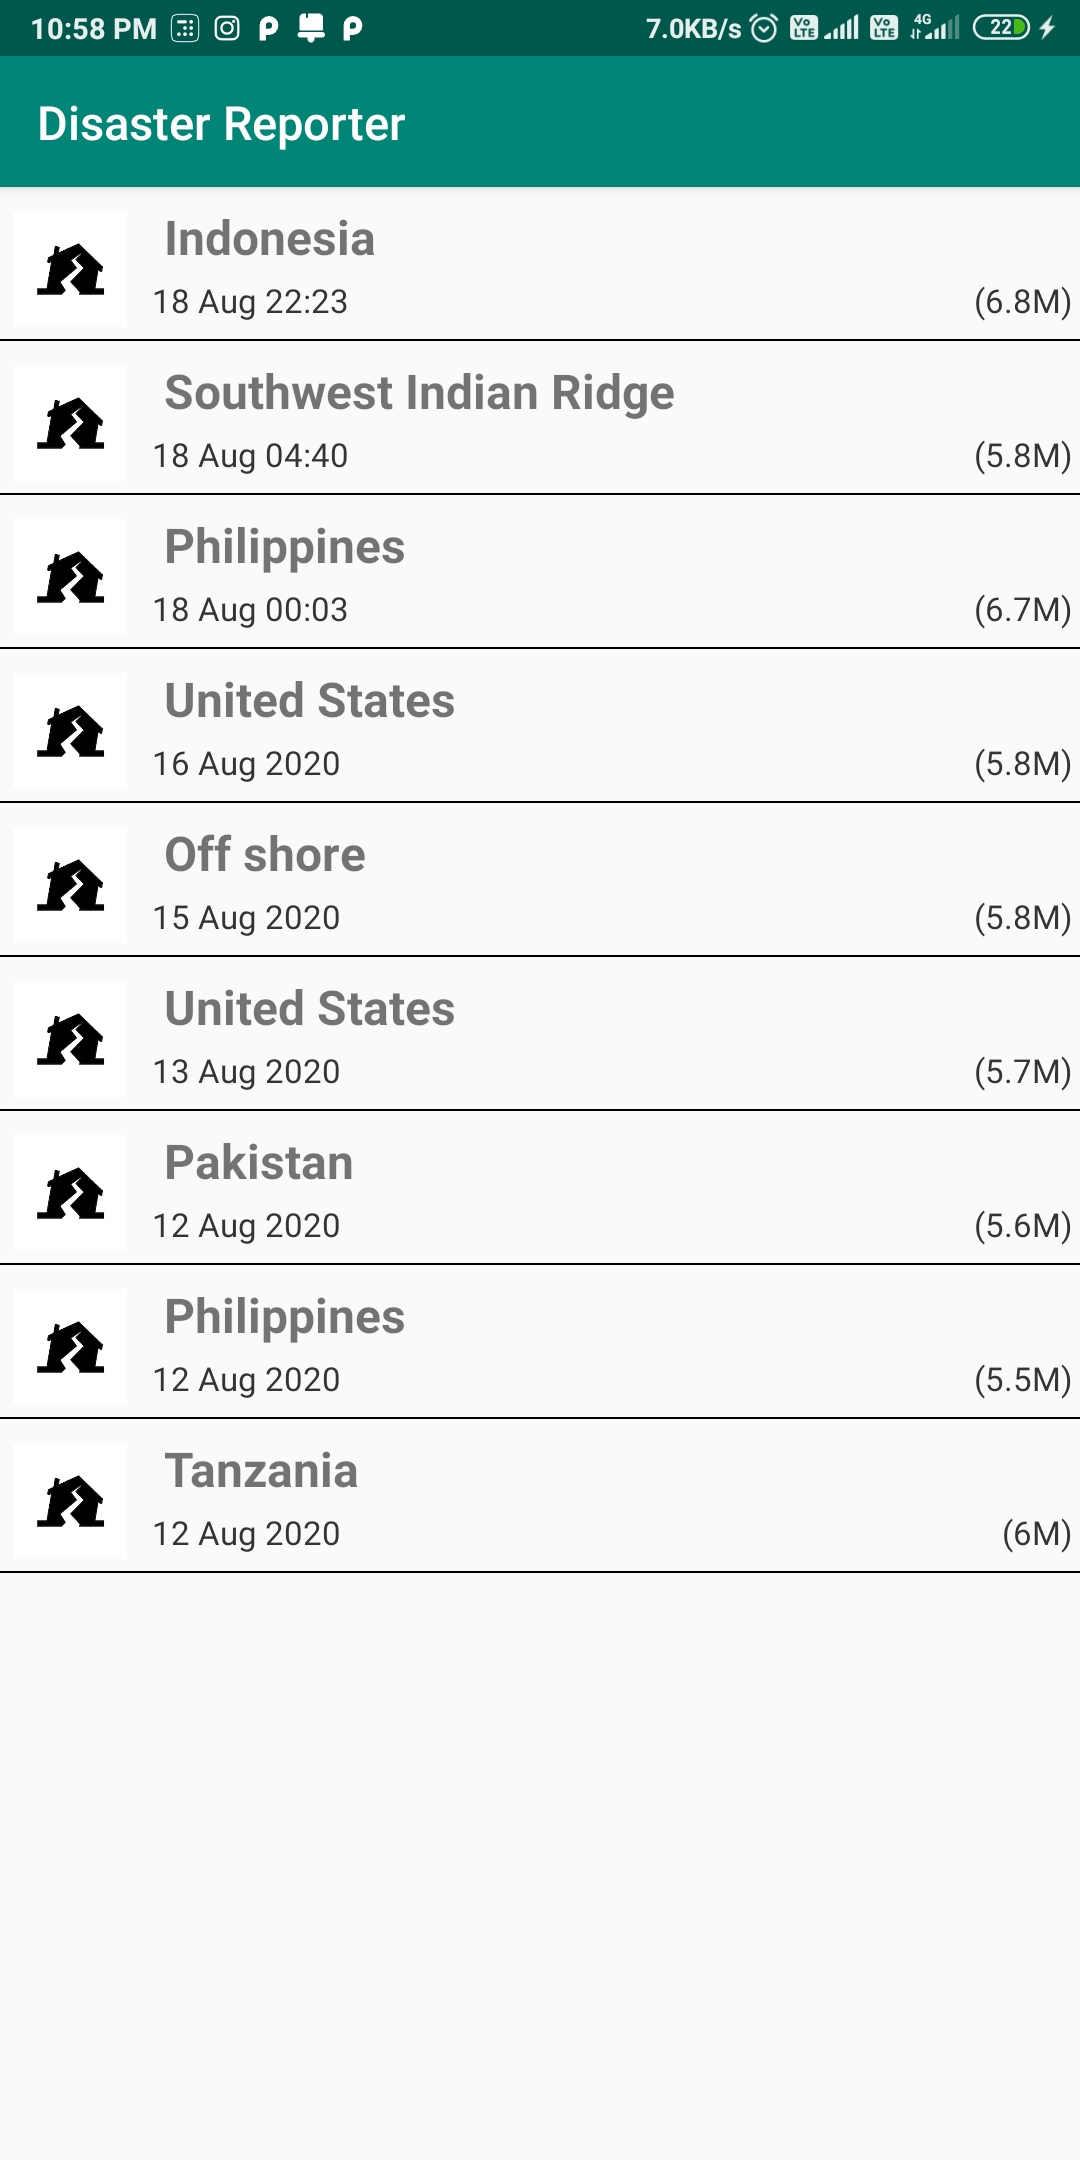 10:58 PM 7.0KB/s Vo LTE Vo LTE 4G 22
Disaster Reporter
Indonesia
18 Aug 22:23 (6.8M)
Southwest Indian Ridge
18 Aug 04:40 (5.8M)
Philippines
18 Aug 00:03 (6.7M)
United States
16 Aug 2020 (5.8M)
Off shore
15 Aug 2020 (5.8M)
United States
13 Aug 2020 (5.7M)
Pakistan
12 Aug 2020 (5.6M)
Philippines
12 Aug 2020 (5.5M)
Tanzania
12 Aug 2020 (6M)